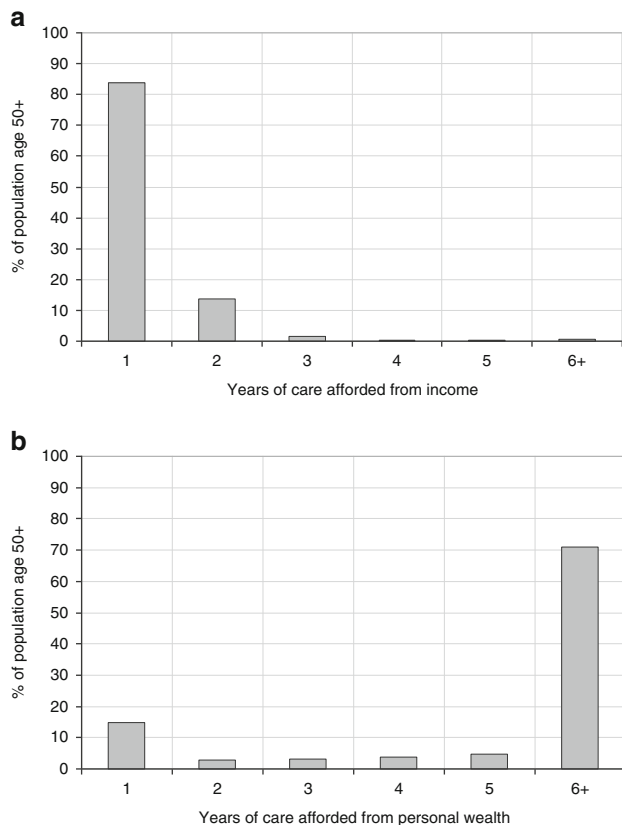 a
100
90
80
70
60
50
40
30
20
10
0
% of population age 50+
1 2 3 4 5 6+
Years of care afforded from income
b
100
90
80
70
60
50
40
30
20
10
0
% of population age 50+
1 2 3 4 5 6+
Years of care afforded from personal wealth